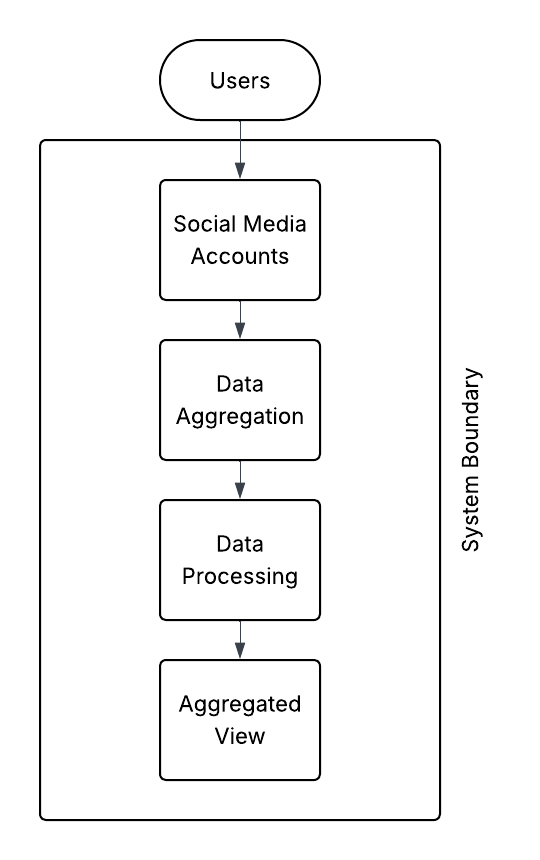 Users
Social Media
Accounts
Data
Aggregation
Data
Processing
Aggregated
View
System Boundary